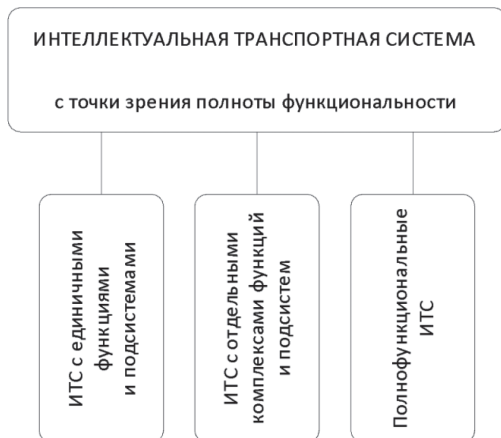 ИНТЕЛЛЕКТУАЛЬНАЯ ТРАНСПОРТНАЯ СИСТЕМА
с точки зрения полноты функциональности
ИТС с единичными
функциями
и подсистемами
ИТС с отдельными
комплексами функций
и подсистем
Полнофункциональные
ИТС